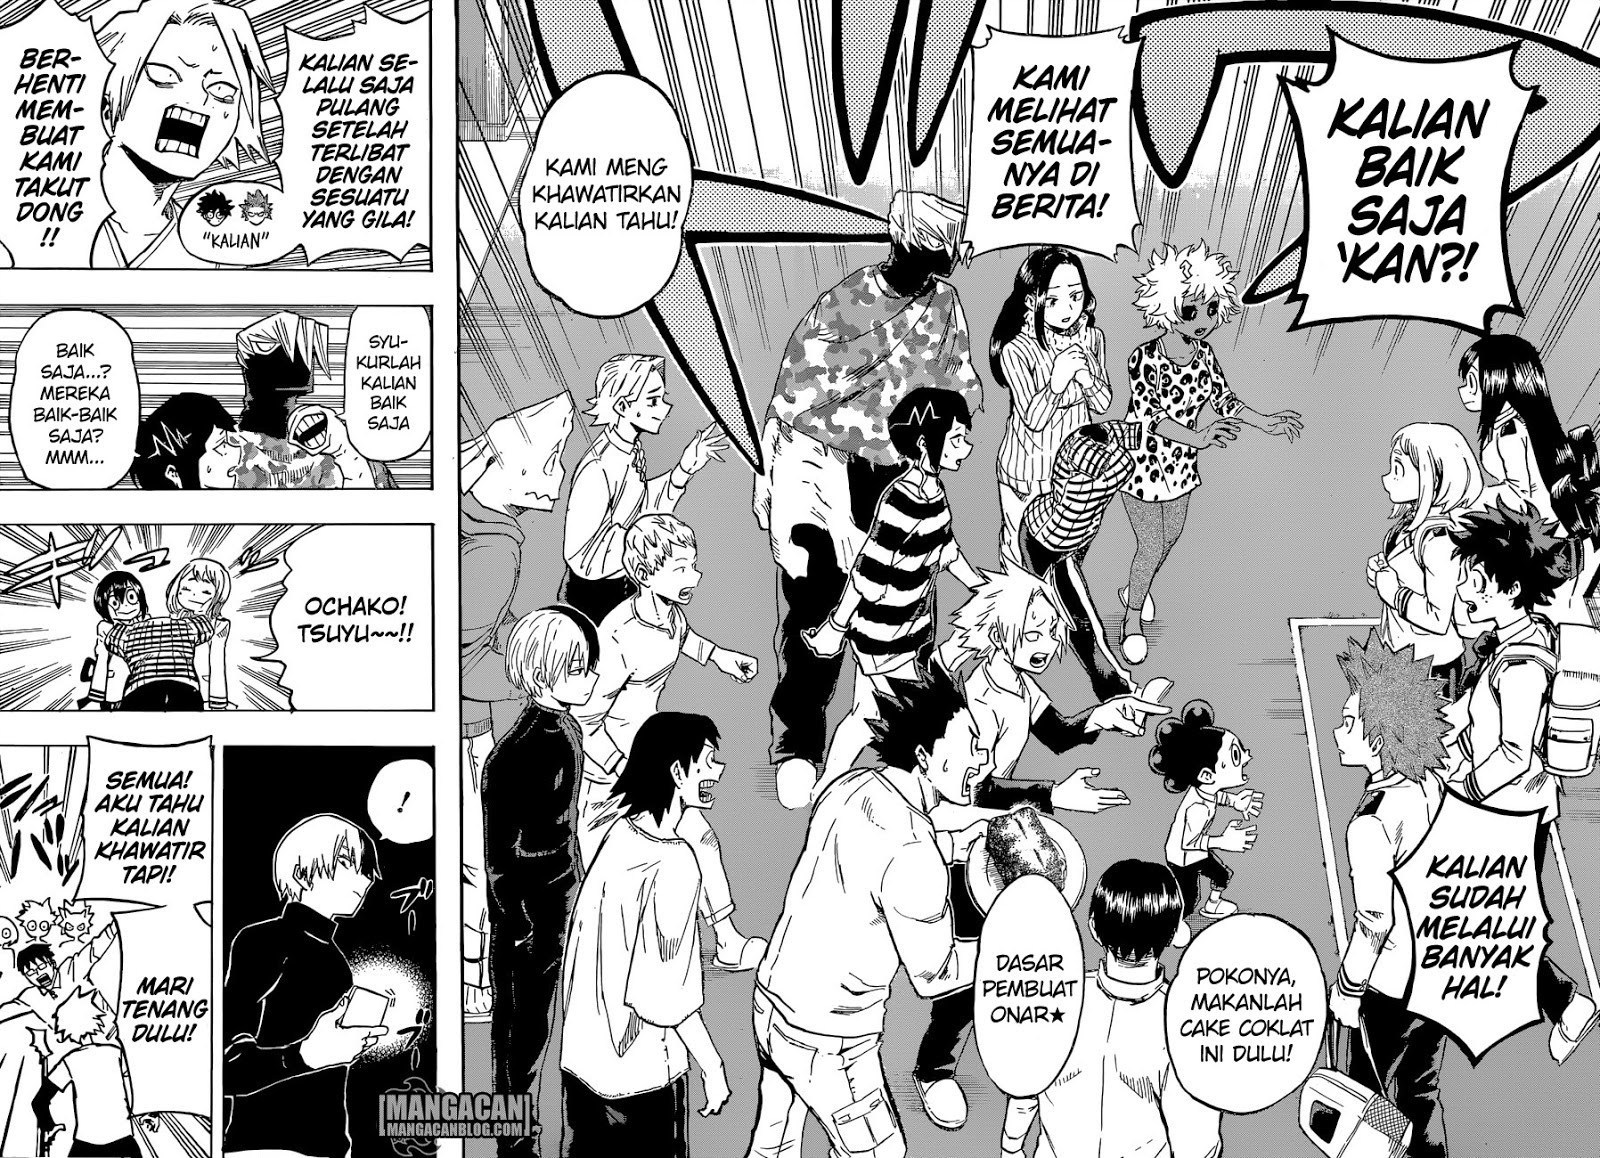 KALIAN
BAIK
SAJA
'KAN?!
KAMI
MELIHAT
SEMUA-
NYA DI
BERITA!
KAMI MENG
KHAWATIRKAN
KALIAN TAHU!
KALIAN
SUDAH
MELALUI
BANYAK
HAL!
POKONYA,
MAKANLAH
CAKE COKLAT
INI DULU!
DASAR
PEMBUAT
ONAR★
KALIAN SE-
LALU SAJA
PULANG
SETELAH
TERLIBAT
DENGAN
SESUATU
YANG GILA!
"KALIAN"
BER-
HENTI
MEM-
BUAT
KAMI
TAKUT
DONG
!!
SYU-
KURLAH
KALIAN
BAIK
SAJA
BAIK
SAJA...?
MEREKA
BAIK-BAIK
SAJA?
MMM...
OCHAKO!
TSUYU~~!!
!
SEMUA!
AKU TAHU
KALIAN
KHAWATIR
TAPI!
MARI
TENANG
DULU!
MANGACAN
MANGACANBLOG.COM